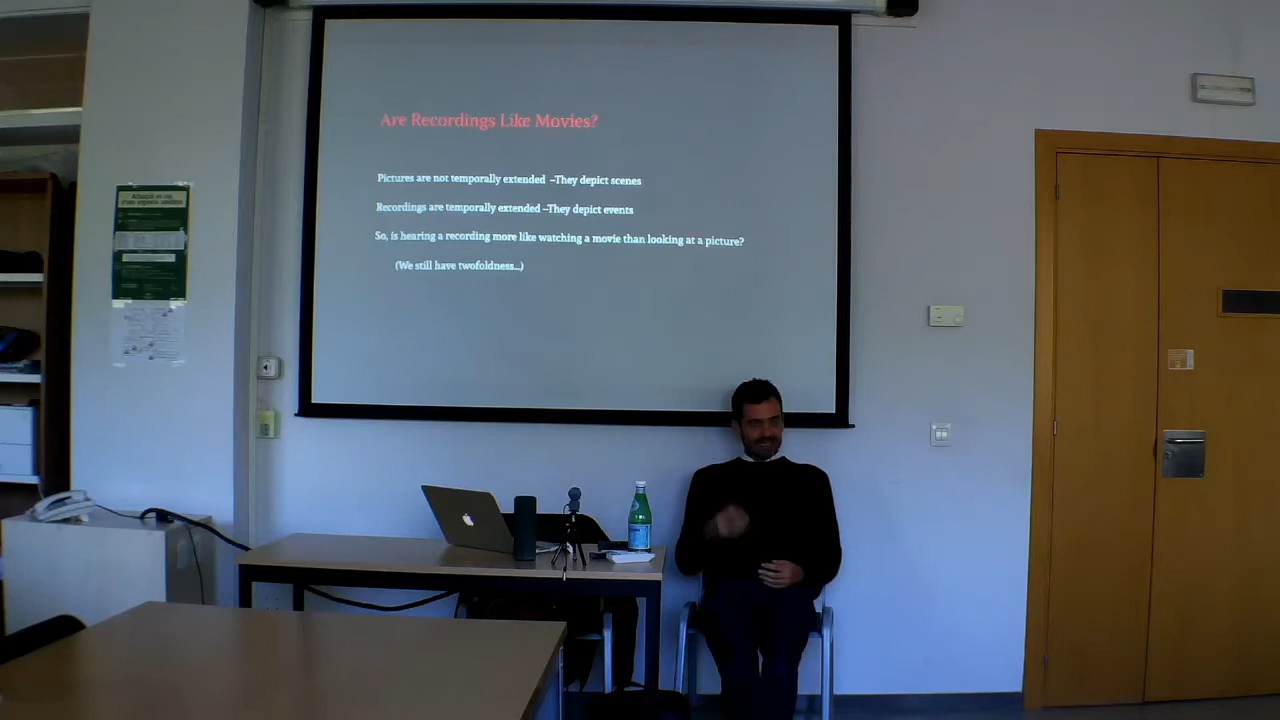 Are Recordings Like Movies?
Pictures are not temporally extended –They depict scenes
Recordings are temporally extended –They depict events
So, is hearing a recording more like watching a movie than looking at a picture?
(We still have twofoldness...)